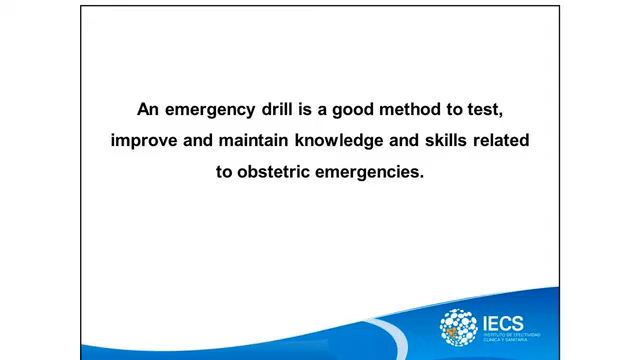 An emergency drill is a good method to test,
improve and maintain knowledge and skills related
to obstetric emergencies.
IECS
INSTITUTO DE EFECTIVIDAD
CLINICA Y SANITARIA